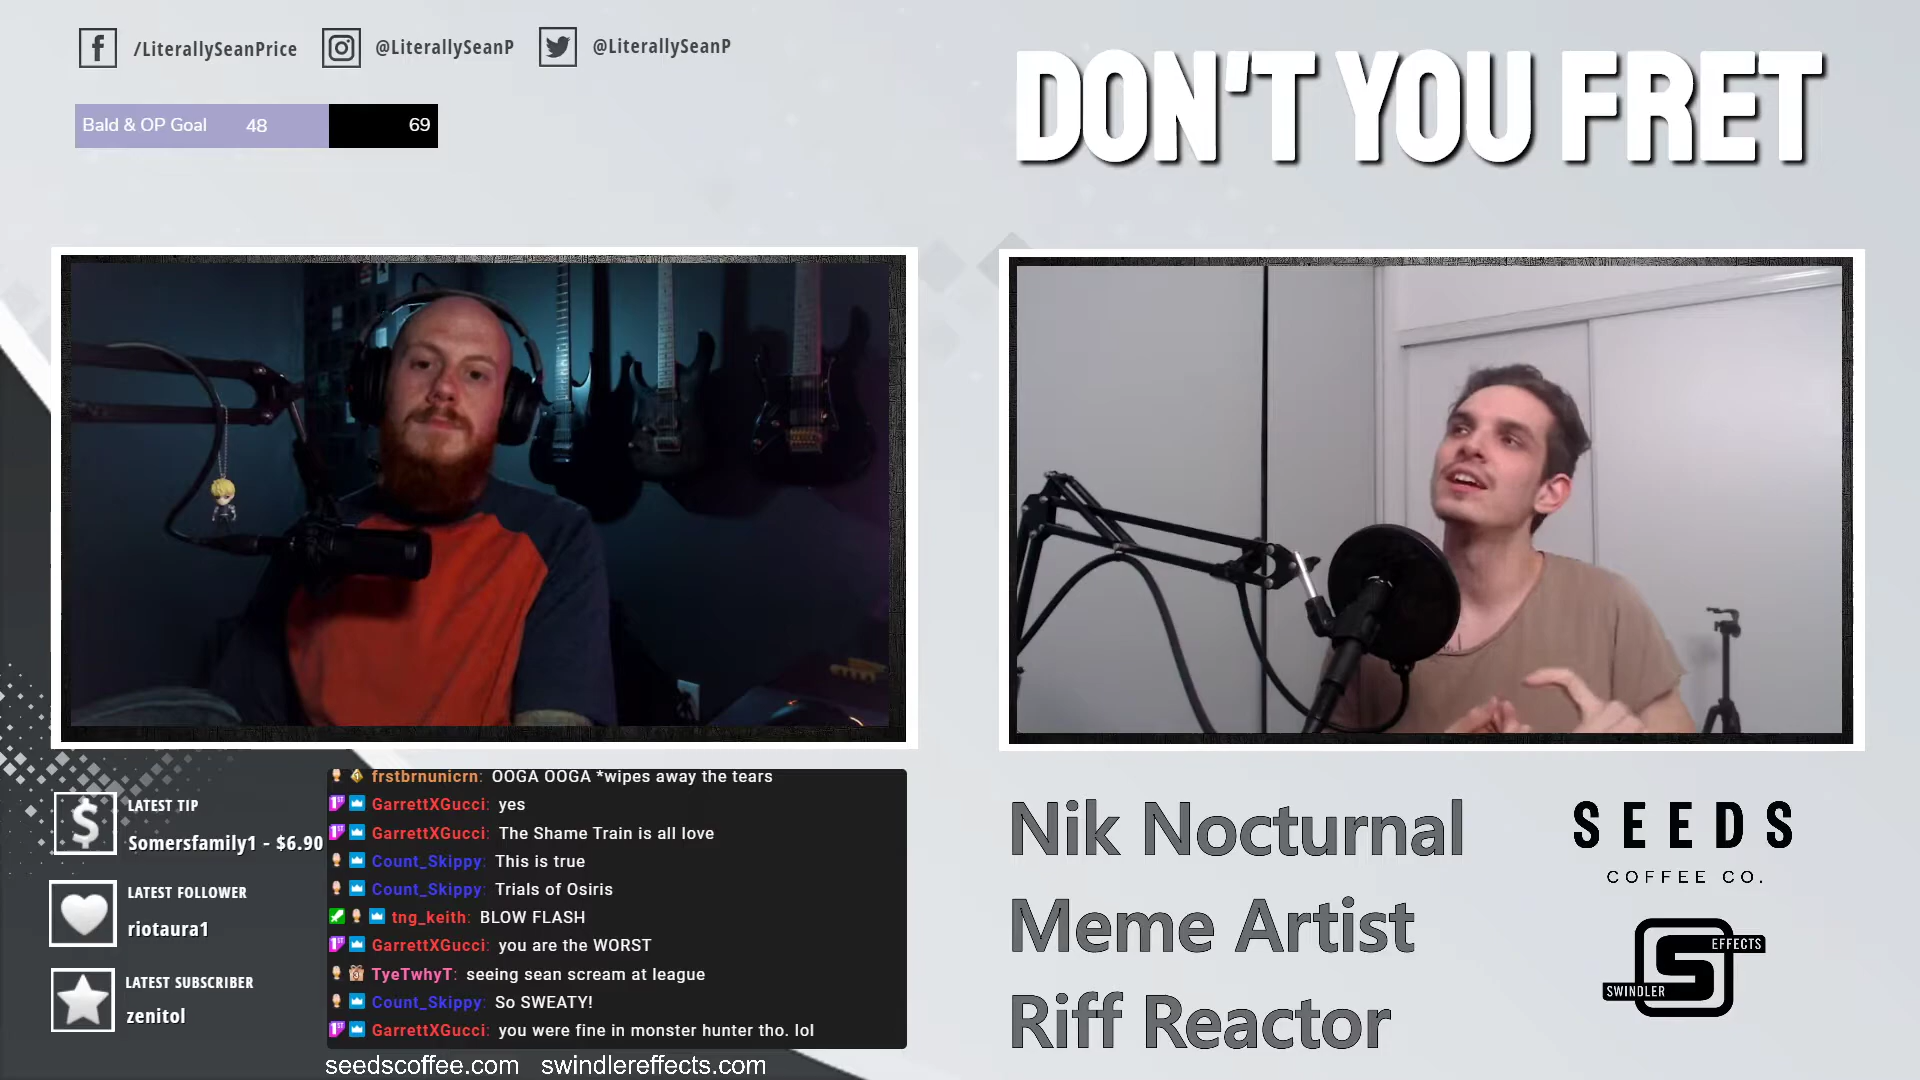 /LiterallySeanPrice
@LiterallySeanP
@LiterallySeanP
Bald & OP Goal 48 69
DON'T YOU FRET
LATEST TIP
Somersfamily1 - $6.90
LATEST FOLLOWER
riotaura1
LATEST SUBSCRIBER
zenitol
frstbrnunicrn: OOGA OOGA *wipes away the tears
GarrettXGucci: yes
GarrettXGucci: The Shame Train is all love
Count_Skippy: This is true
Count_Skippy: Trials of Osiris
tng_keith: BLOW FLASH
GarrettXGucci: you are the WORST
TyeTwhyT: seeing sean scream at league
Count_Skippy: So SWEATY!
GarrettXGucci: you were fine in monster hunter tho. lol
seedscoffee.com swindlereffects.com
Nik Nocturnal
Meme Artist
Riff Reactor
SEEDS
COFFEE CO.
EFFECTS
S
SWINDLER